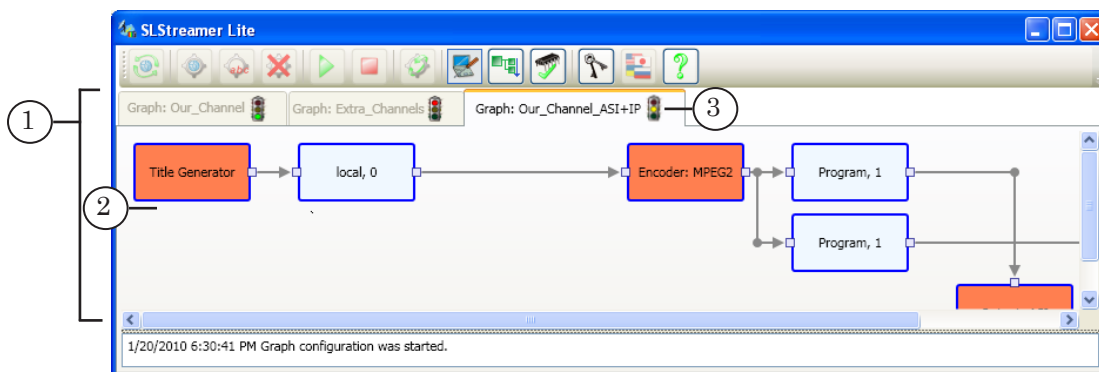 SLStreamer Lite
abc
Graph: Our_Channel
Graph: Extra_Channels
Graph: Our_Channel_ASI+IP
3
1
Title Generator
local, 0
Encoder: MPEG2
Program, 1
2
Program, 1
1/20/2010 6:30:41 PM Graph configuration was started.